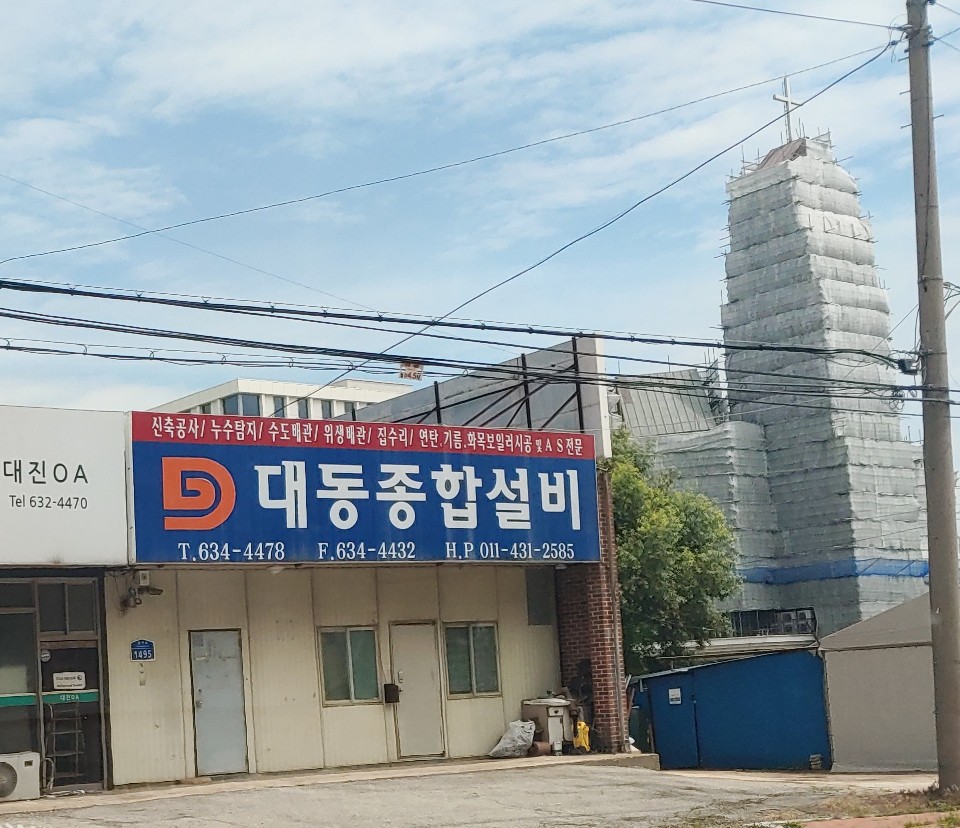 신축공사/ 누수탐지/ 수도배관/ 위생배관/ 집수리/ 연탄.기름.화목보일러시공 및 A S 전문
대동종합설비
T.634-4478 F.634-4432 H.P 011-431-2585
대진OA
Tel 632-4470
1495
대진OA